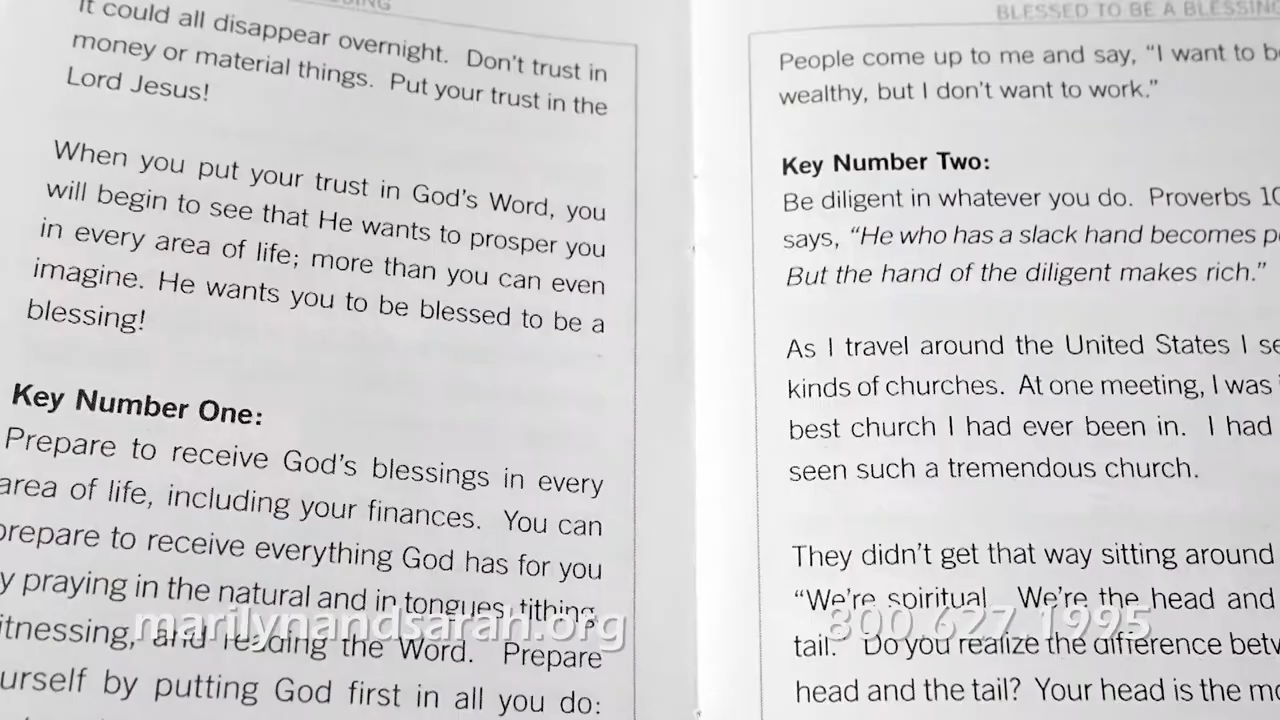 It could all disappear overnight. Don't trust in
money or material things. Put your trust in the
Lord Jesus!
When you put your trust in God's Word, you
will begin to see that He wants to prosper you
in every area of life; more than you can even
imagine. He wants you to be blessed to be a
blessing!
Key Number One:
Prepare to receive God's blessings in every
area of life, including your finances. You can
prepare to receive everything God has for you
y praying in the natural and in tongues, tithing,
itnessing, and reading the Word. Prepare
urself by putting God first in all you do:
BLESSED TO BE A BLESSING
People come up to me and say, "I want to b
wealthy, but I don't want to work."
Key Number Two:
Be diligent in whatever you do. Proverbs 10
says, "He who has a slack hand becomes p
But the hand of the diligent makes rich."
As I travel around the United States I se
kinds of churches. At one meeting, I was
best church I had ever been in. I had
seen such a tremendous church.
They didn't get that way sitting around
"We're spiritual. We're the head and
tail." Do you realize the difference betw
head and the tail? Your head is the mo
marilynandsarah.org
800 627 1995